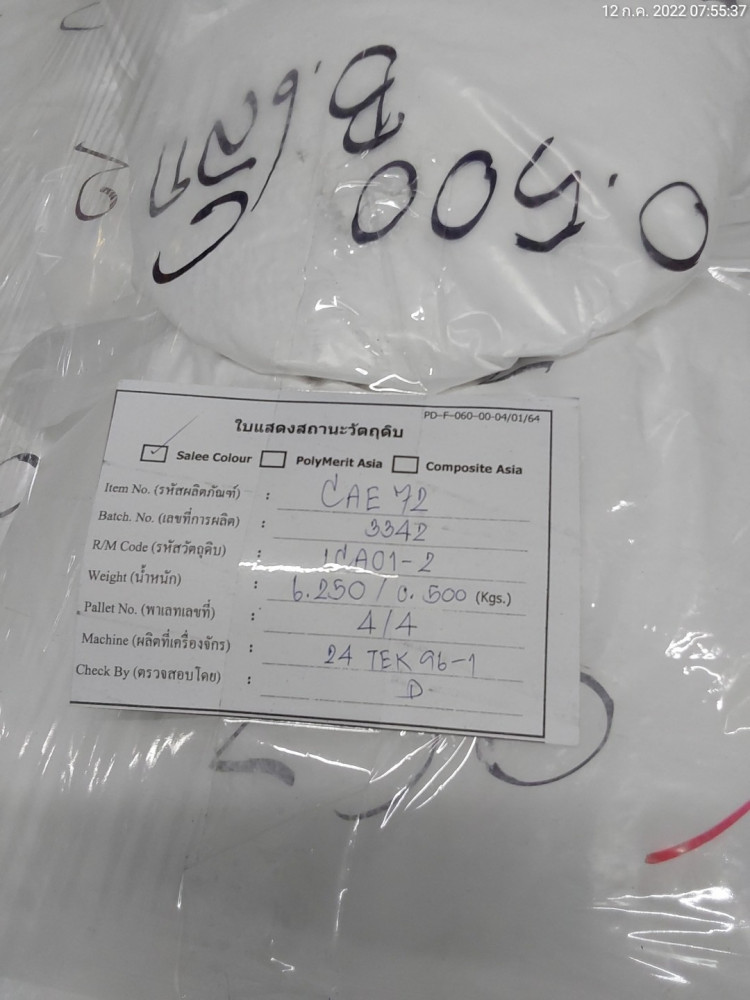 12 ก.ค. 2022 07:55:37
0.500
PD-F-060-00-04/01/64
ใบแสดงสถานะวัตถุดิบ
Salee Colour PolyMerit Asia Composite Asia
Item No. (รหัสผลิตภัณฑ์) : CAE 72
Batch. No. (เลขที่การผลิต) : 3342
R/M Code (รหัสวัตถุดิบ) : 1CA01-2
Weight (น้ำหนัก) : 6.250 / 0.500 (Kgs.)
Pallet No. (พาเลทเลขที่) : 4/4
Machine (ผลิตที่เครื่องจักร) : 24 TEK 96-1
Check By (ตรวจสอบโดย) : D